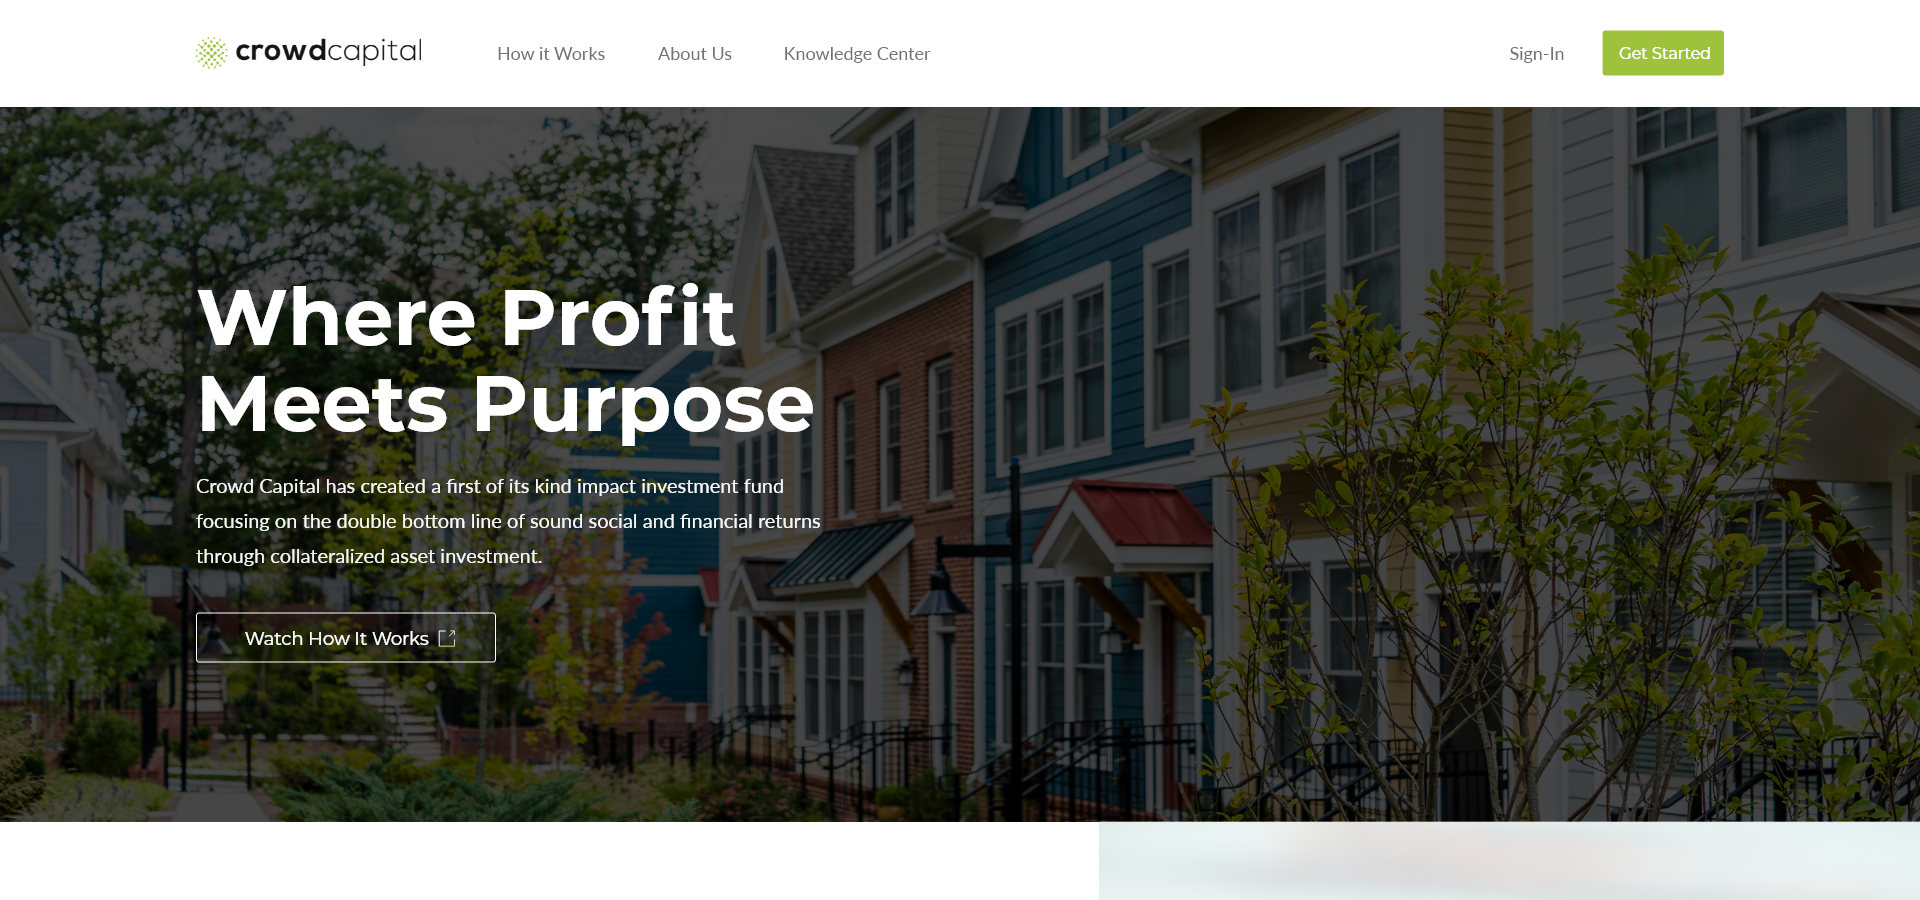 crowdcapital
How it Works
About Us
Knowledge Center
Sign-In
Get Started
Where Profit
Meets Purpose
Crowd Capital has created a first of its kind impact investment fund
focusing on the double bottom line of sound social and financial returns
through collateralized asset investment.
Watch How It Works